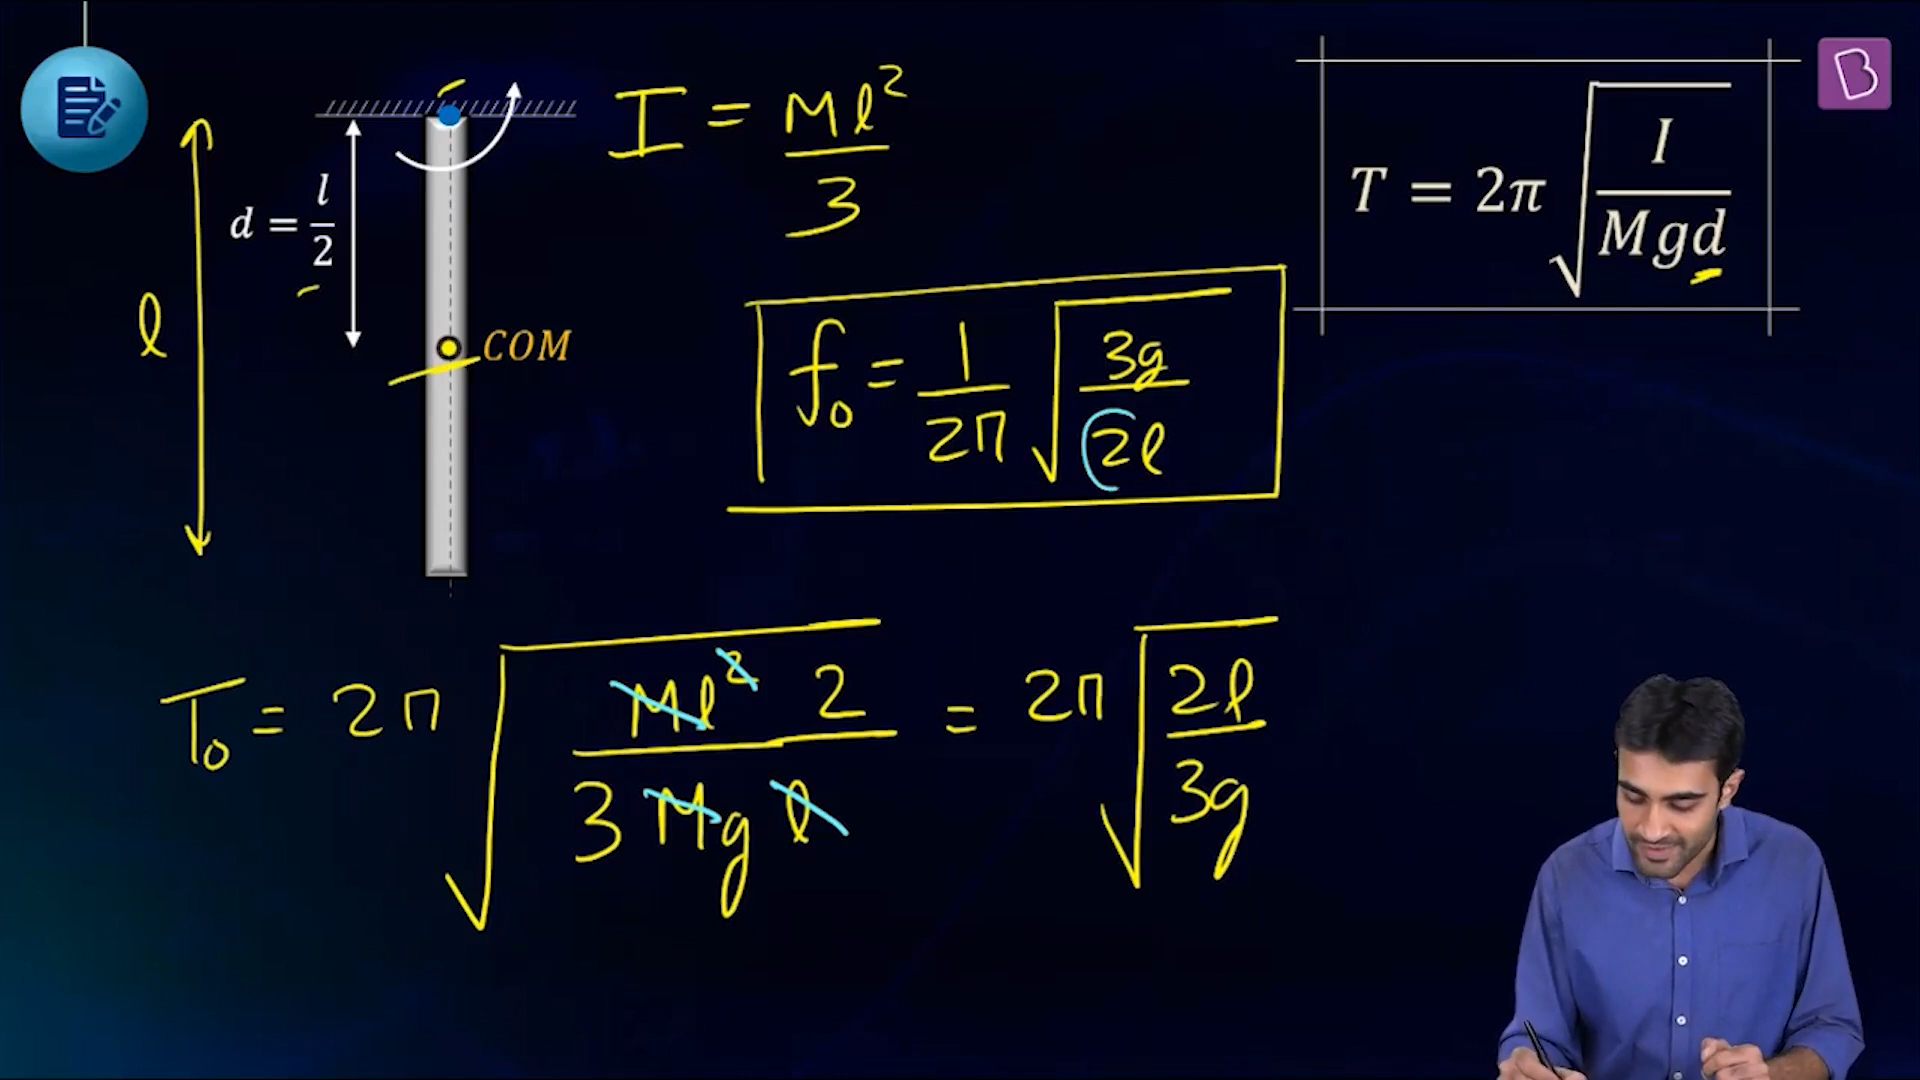 I = Ml²/3
T = 2π √(I/Mgd)
d = l/2
l
COM
f₀ = 1/2π √(3g/2l)
T₀ = 2π √(Ml² 2/3Mgl) = 2π √(2l/3g)
B